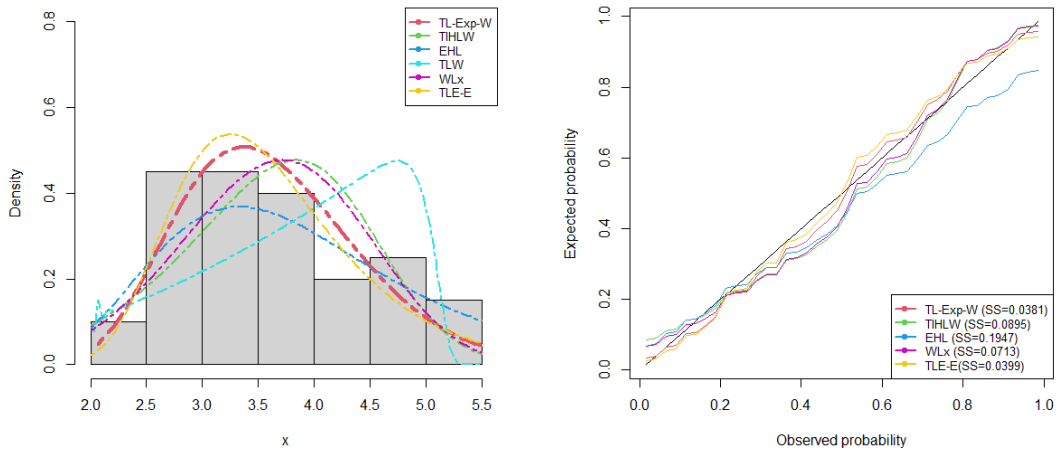 0.8
0.6
0.4
0.2
0.0
Density
2.0 2.5 3.0 3.5 4.0 4.5 5.0 5.5
x
TL-Exp-W
TIHLW
EHL
TLW
WLx
TLE-E
1.0
0.8
0.6
0.4
0.2
0.0
Expected probability
0.0 0.2 0.4 0.6 0.8 1.0
Observed probability
TL-Exp-W (SS=0.0381)
TIHLW (SS=0.0895)
EHL (SS=0.1947)
WLx (SS=0.0713)
TLE-E(SS=0.0399)